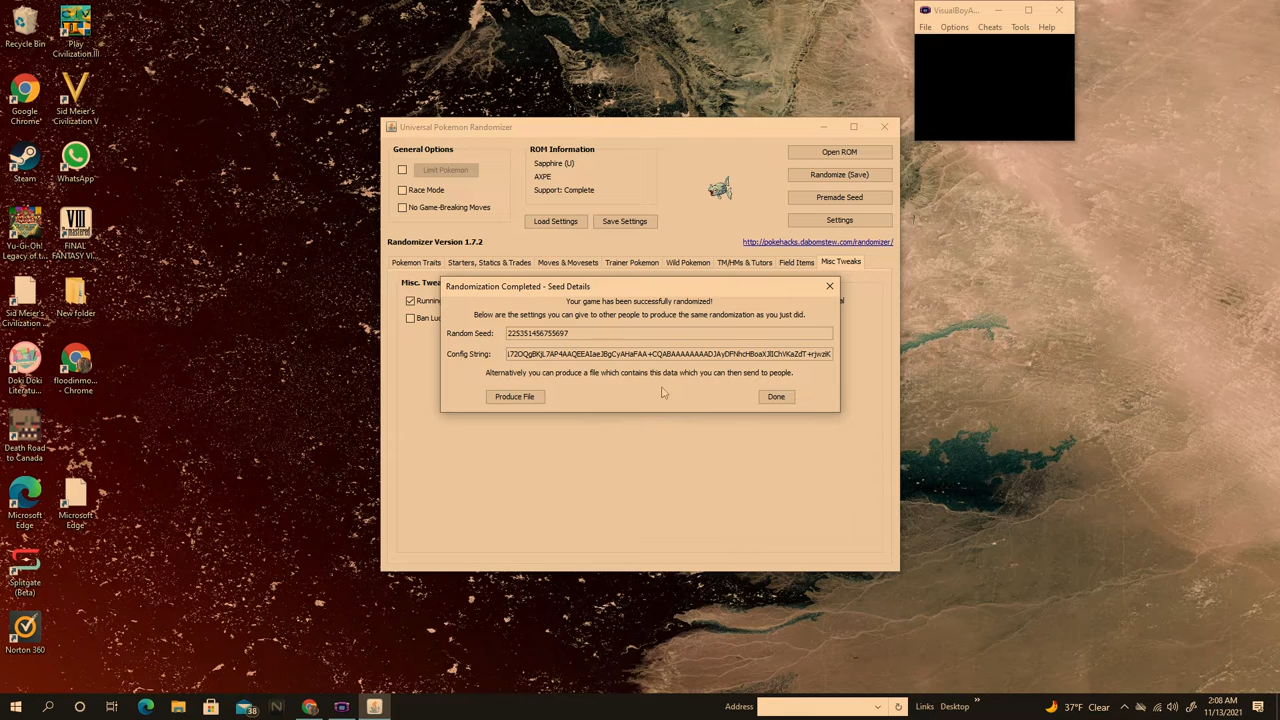 Recycle Bin
Play
Civilization III
Google
Chrome
Sid Meier's
Civilization V
Steam
WhatsApp
Yu-Gi-Oh!
Legacy of t...
FINAL
FANTASY VI...
VIII
Sid Meier's
Civilization ...
New folder
Doki Doki
Literatu...
floodinmo...
- Chrome
Death Road
to Canada
Microsoft
Edge
Microsoft
Edge
Splitgate
(Beta)
Norton 360
VisualBoyA...
File Options Cheats Tools Help
Universal Pokemon Randomizer
General Options
Limit Pokemon
Race Mode
No Game-Breaking Moves
ROM Information
Sapphire (U)
AXPE
Support: Complete
Load Settings Save Settings
Open ROM
Randomize (Save)
Premade Seed
Settings
Randomizer Version 1.7.2
http://pokehacks.dabomstew.com/randomizer/
Pokemon Traits Starters, Statics & Trades Moves & Movesets Trainer Pokemon Wild Pokemon TM/HMs & Tutors Field Items Misc Tweaks
Misc. Twea
Running
Ban Lu
al
Randomization Completed - Seed Details
Your game has been successfully randomized!
Below are the settings you can give to other people to produce the same randomization as you just did.
Random Seed: 225351456755697
Config String:
Alternatively you can produce a file which contains this data which you can then send to people.
Produce File Done
38
Address
Links Desktop
37°F Clear
2:08 AM
11/13/2021